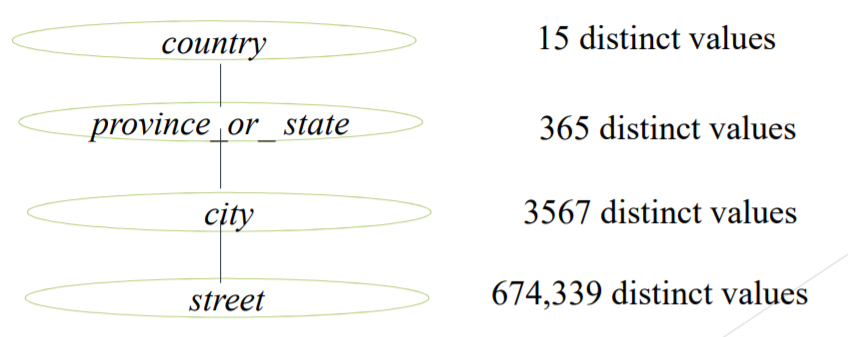 country 15 distinct values
province_or_ state 365 distinct values
city 3567 distinct values
street 674,339 distinct values